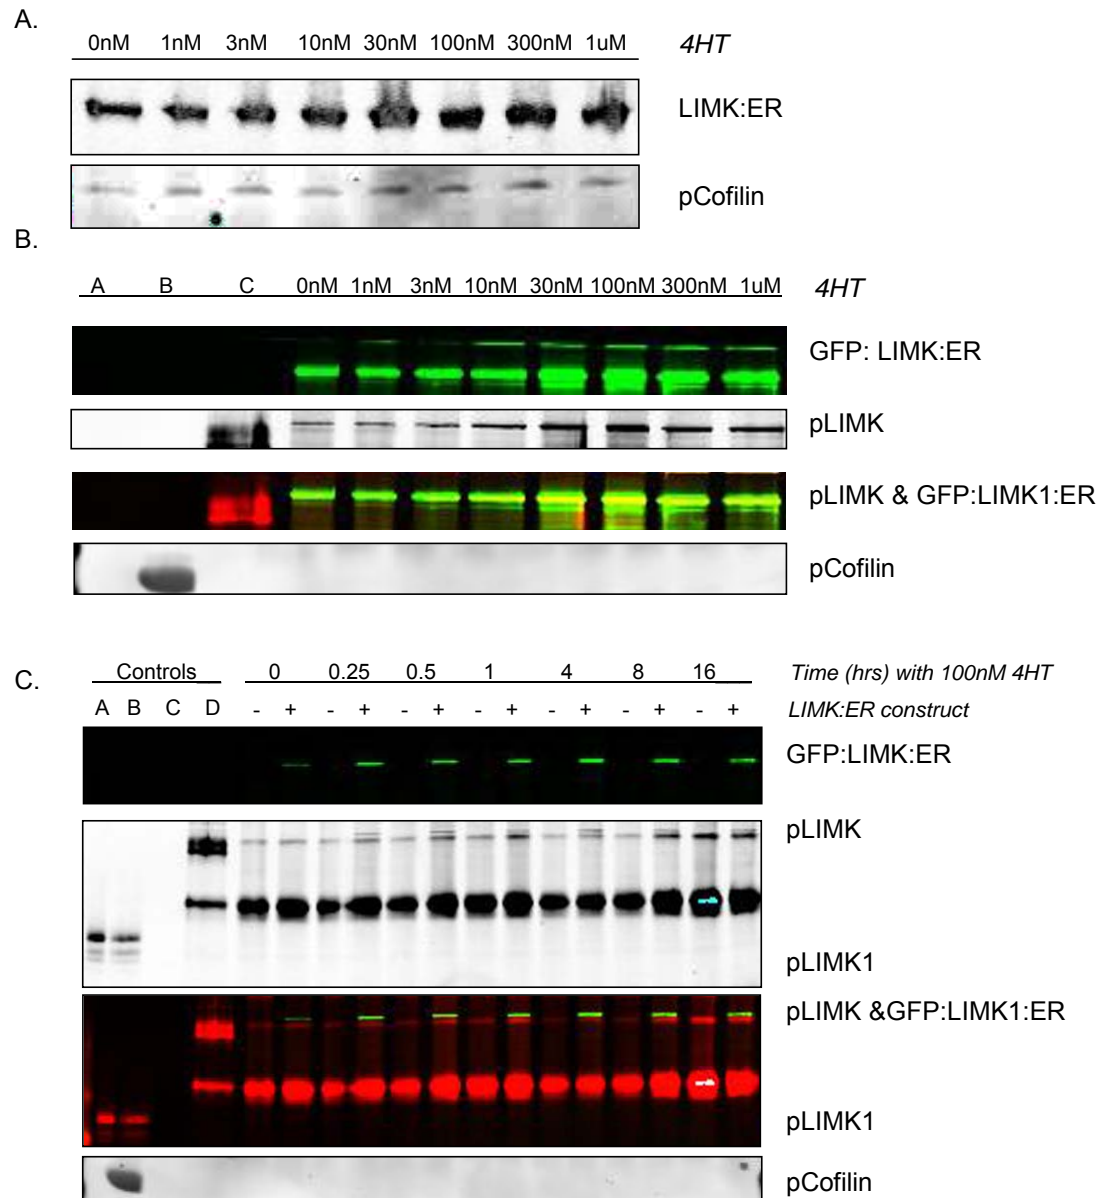 A.
0nM 1nM 3nM 10nM 30nM 100nM 300nM 1uM 4HT
LIMK:ER
pCofilin
B.
A B C 0nM 1nM 3nM 10nM 30nM 100nM 300nM 1uM 4HT
GFP: LIMK:ER
pLIMK
pLIMK & GFP:LIMK1:ER
pCofilin
C.
Controls 0 0.25 0.5 1 4 8 16 Time (hrs) with 100nM 4HT
A B C D - + - + - + - + - + - + - + LIMK:ER construct
GFP:LIMK:ER
pLIMK
pLIMK1
pLIMK &GFP:LIMK1:ER
pLIMK1
pCofilin